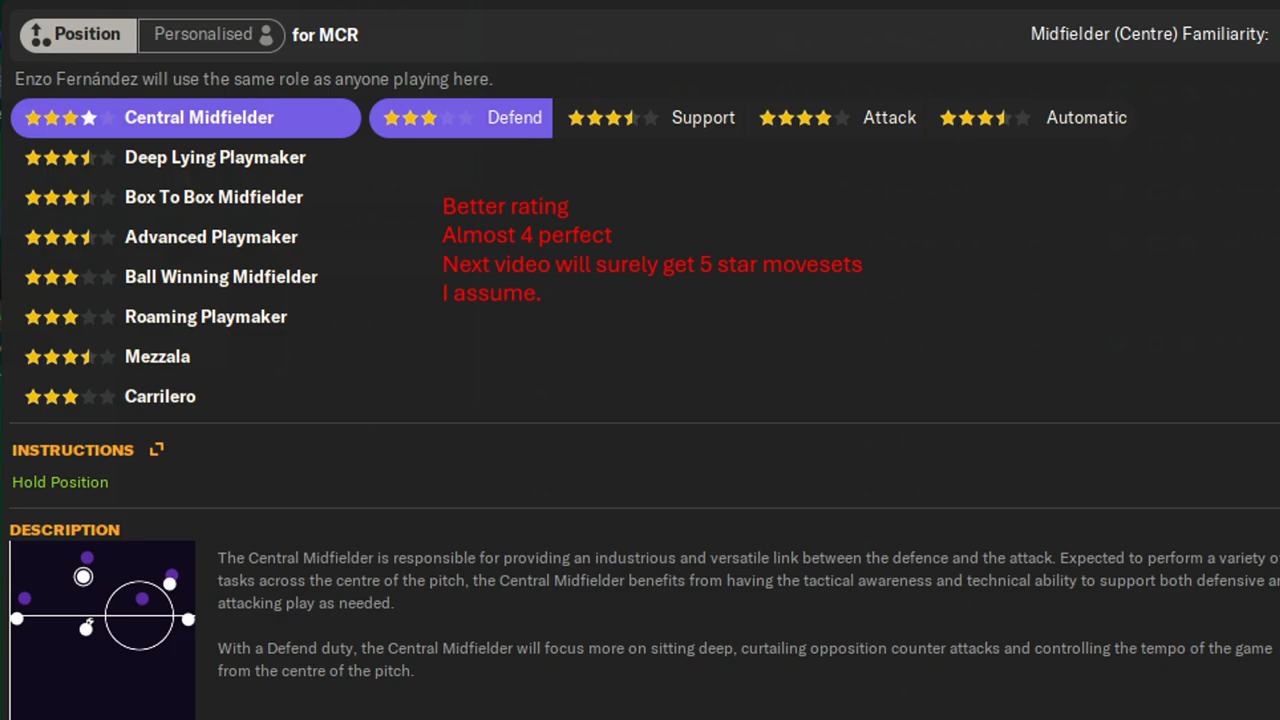 Position Personalised for MCR Midfielder (Centre) Familiarity:
Enzo Fernández will use the same role as anyone playing here.
Central Midfielder Defend Support Attack Automatic
Deep Lying Playmaker
Box To Box Midfielder
Better rating
Advanced Playmaker
Almost 4 perfect
Next video will surely get 5 star movesets
Ball Winning Midfielder
I assume.
Roaming Playmaker
Mezzala
Carrilero
INSTRUCTIONS
Hold Position
DESCRIPTION
The Central Midfielder is responsible for providing an industrious and versatile link between the defence and the attack. Expected to perform a variety o
tasks across the centre of the pitch, the Central Midfielder benefits from having the tactical awareness and technical ability to support both defensive a
attacking play as needed.
With a Defend duty, the Central Midfielder will focus more on sitting deep, curtailing opposition counter attacks and controlling the tempo of the game
from the centre of the pitch.